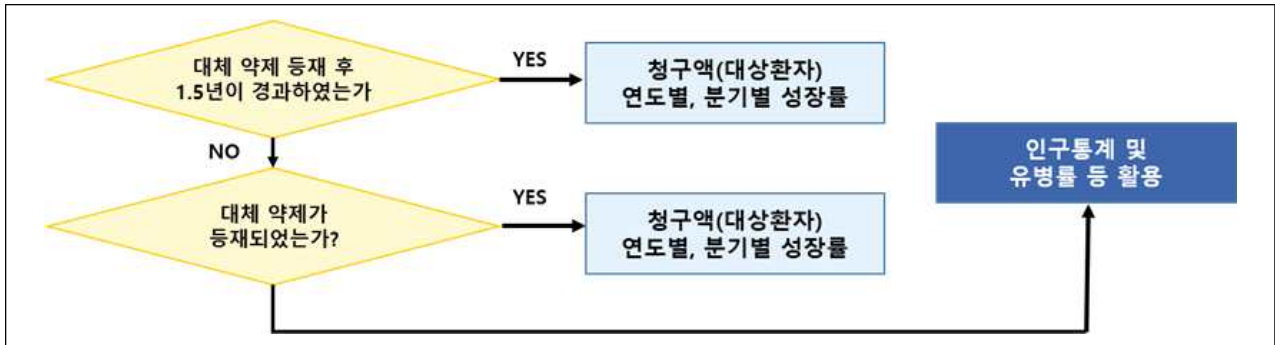 대체 약제 등재 후
1.5년이 경과하였는가
YES
청구액(대상환자)
연도별, 분기별 성장률
NO
인구통계 및
유병률 등 활용
대체 약제가
등재되었는가?
YES
청구액(대상환자)
연도별, 분기별 성장률